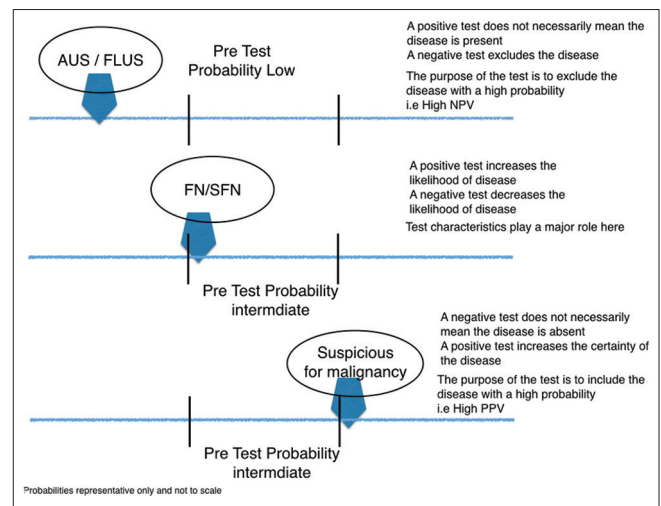 AUS / FLUS
Pre Test
Probability Low
A positive test does not necessarily mean the
disease is present
A negative test excludes the disease
The purpose of the test is to exclude the
disease with a high probability
i.e High NPV
FN/SFN
A positive test increases the
likelihood of disease
A negative test decreases the
likelihood of disease
Test characteristics play a major role here
Pre Test Probability
intermdiate
Suspicious
for malignancy
A negative test does not necessarily
mean the disease is absent
A positive test increases the certainty of
the disease
The purpose of the test is to include the
disease with a high probability
i.e High PPV
Pre Test Probability
intermdiate
Probabilities representative only and not to scale